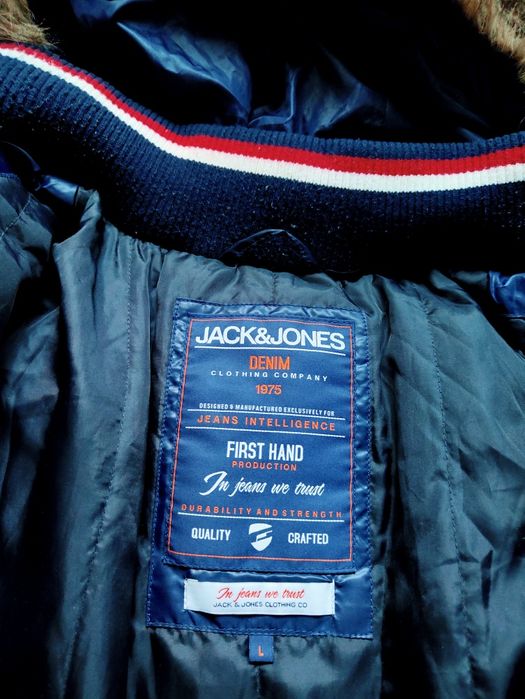 JACK&JONES
DENIM
CLOTHING COMPANY
1975
DESIGNED & MANUFACTURED EXCLUSIVELY FOR
JEANS INTELLIGENCE
FIRST HAND
PRODUCTION
In jeans we trust
DURABILITY AND STRENGTH
QUALITY CRAFTED
In jeans we trust
JACK & JONES CLOTHING CO
L